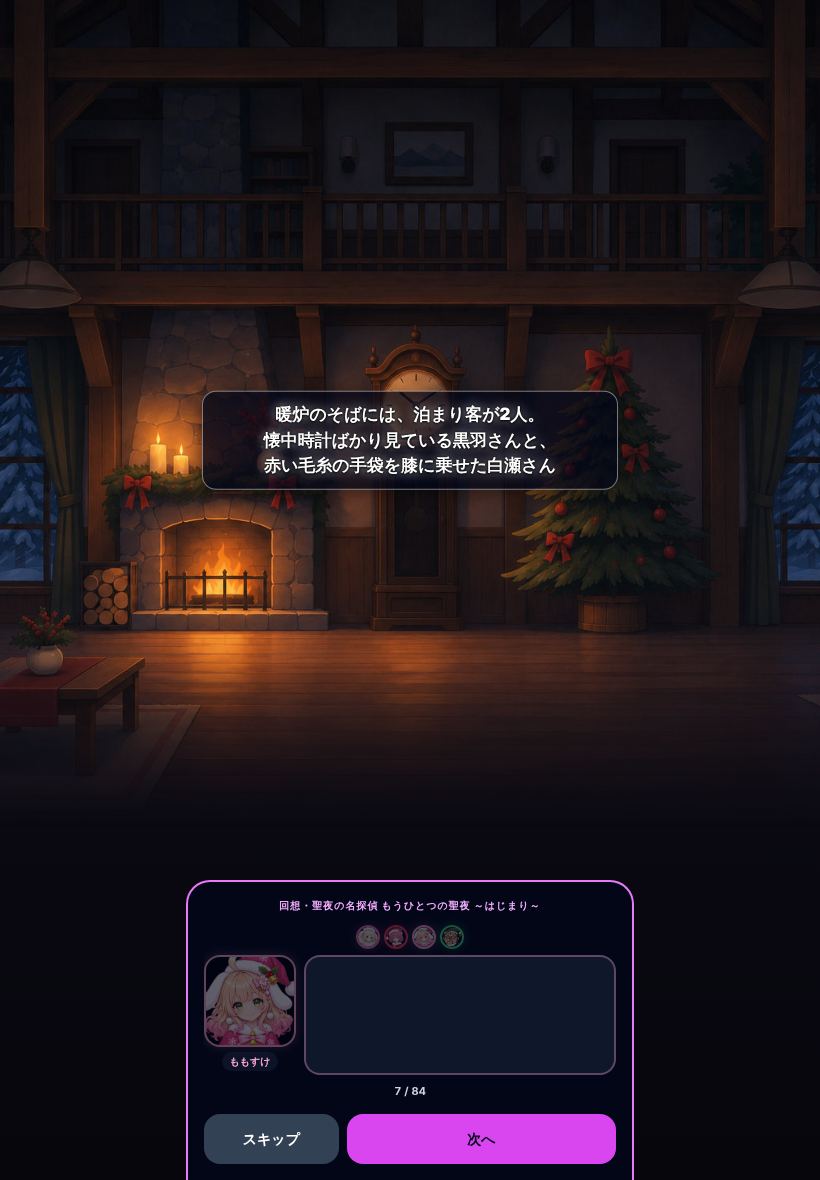 暖炉のそばには、泊まり客が2人。
懐中時計ばかり見ている黒羽さんと、
赤い毛糸の手袋を膝に乗せた白瀬さん
回想・聖夜の名探偵 もうひとつの聖夜 ～はじまり～
ももすけ
7 / 84
スキップ
次へ